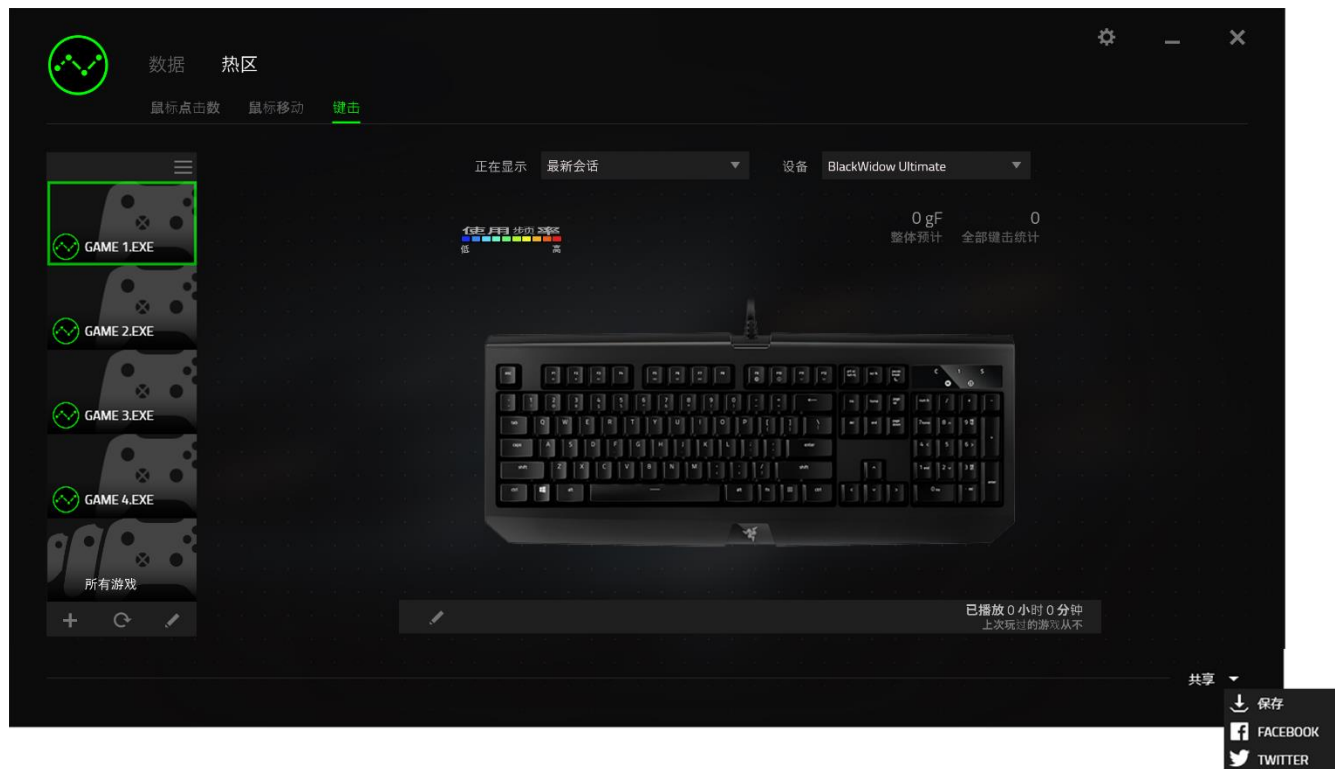 数据 热区
鼠标点击数 鼠标移动 键击
正在显示 最新会话 设备 BlackWidow Ultimate
GAME 1.EXE
使用频率
低 高
0 gF 0
整体预计 全部键击统计
GAME 2.EXE
GAME 3.EXE
GAME 4.EXE
所有游戏
已播放 0 小时 0 分钟
上次玩过的游戏从不
共享
保存
FACEBOOK
TWITTER